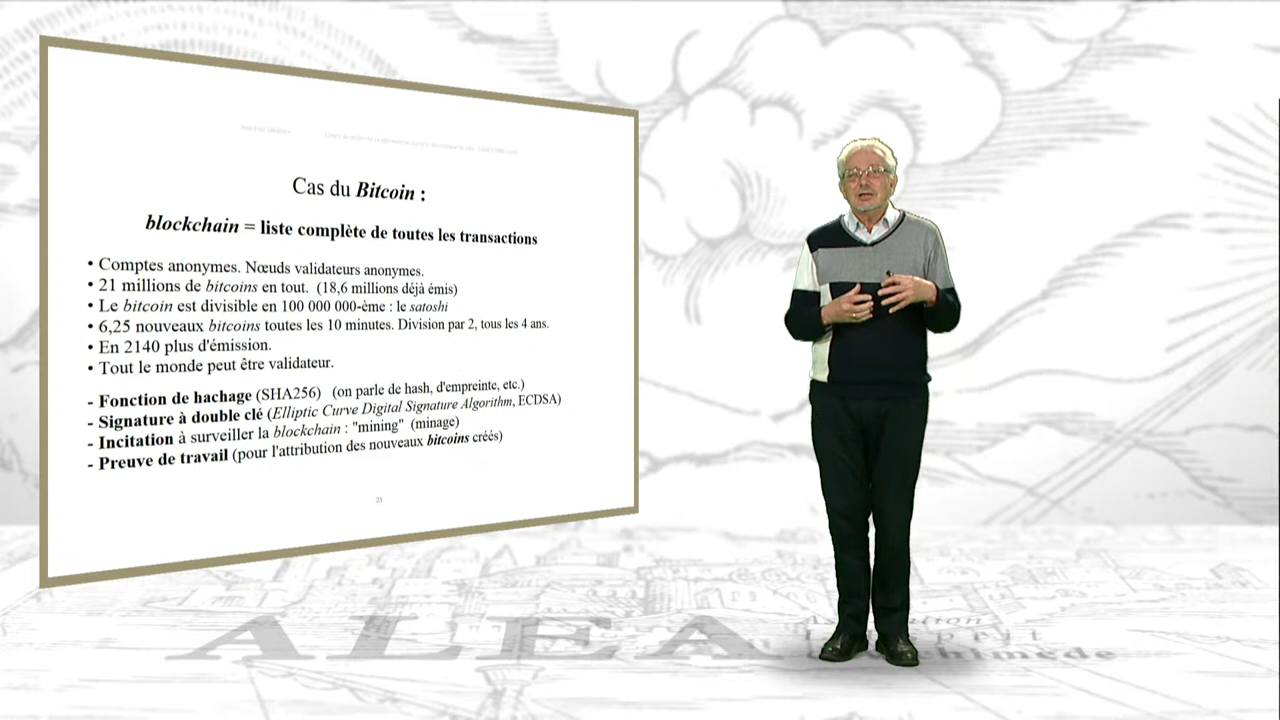 Cas du Bitcoin :
blockchain = liste complète de toutes les transactions
• Comptes anonymes. Nœuds validateurs anonymes.
• 21 millions de bitcoins en tout. (18,6 millions déjà émis)
• Le bitcoin est divisible en 100 000 000-ème : le satoshi
• 6,25 nouveaux bitcoins toutes les 10 minutes. Division par 2, tous les 4 ans.
• En 2140 plus d'émission.
• Tout le monde peut être validateur.
- Fonction de hachage (SHA256) (on parle de hash, d'empreinte, etc.)
- Signature à double clé (Elliptic Curve Digital Signature Algorithm, ECDSA)
- Incitation à surveiller la blockchain : "mining" (minage)
- Preuve de travail (pour l'attribution des nouveaux bitcoins créés)
23
ALEA